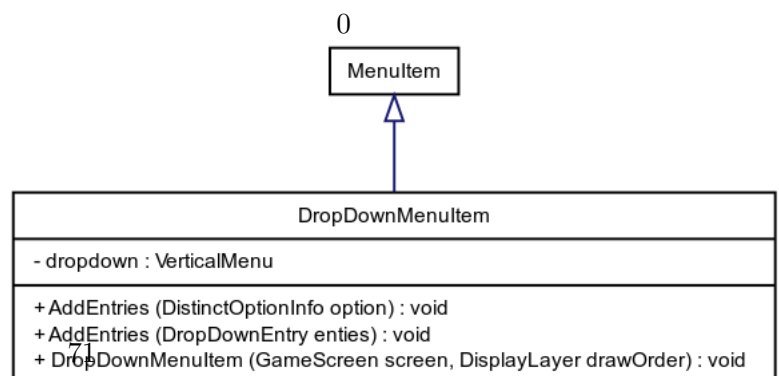 0
MenuItem
DropDownMenuItem
- dropdown : VerticalMenu
+ AddEntries (DistinctOptionInfo option) : void
+ AddEntries (DropDownEntry enties) : void
+ DropDownMenuItem (GameScreen screen, DisplayLayer drawOrder) : void
71